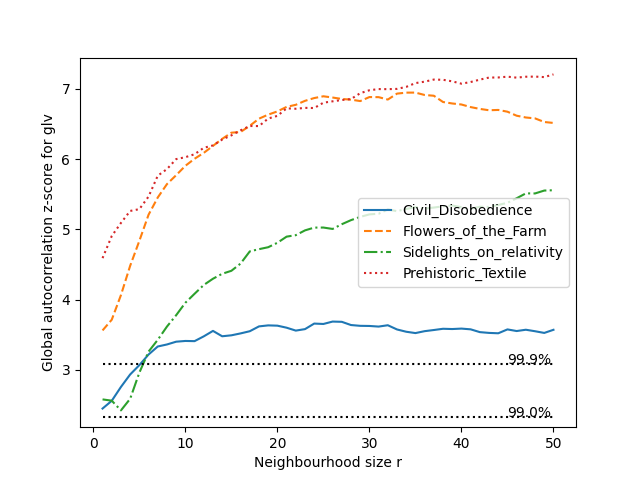 Global autocorrelation z-score for glv
7
6
5
4
3
Civil_Disobedience
Flowers_of_the_Farm
Sidelights_on_relativity
Prehistoric_Textile
99.9%
99.0%
0 10 20 30 40 50
Neighbourhood size r